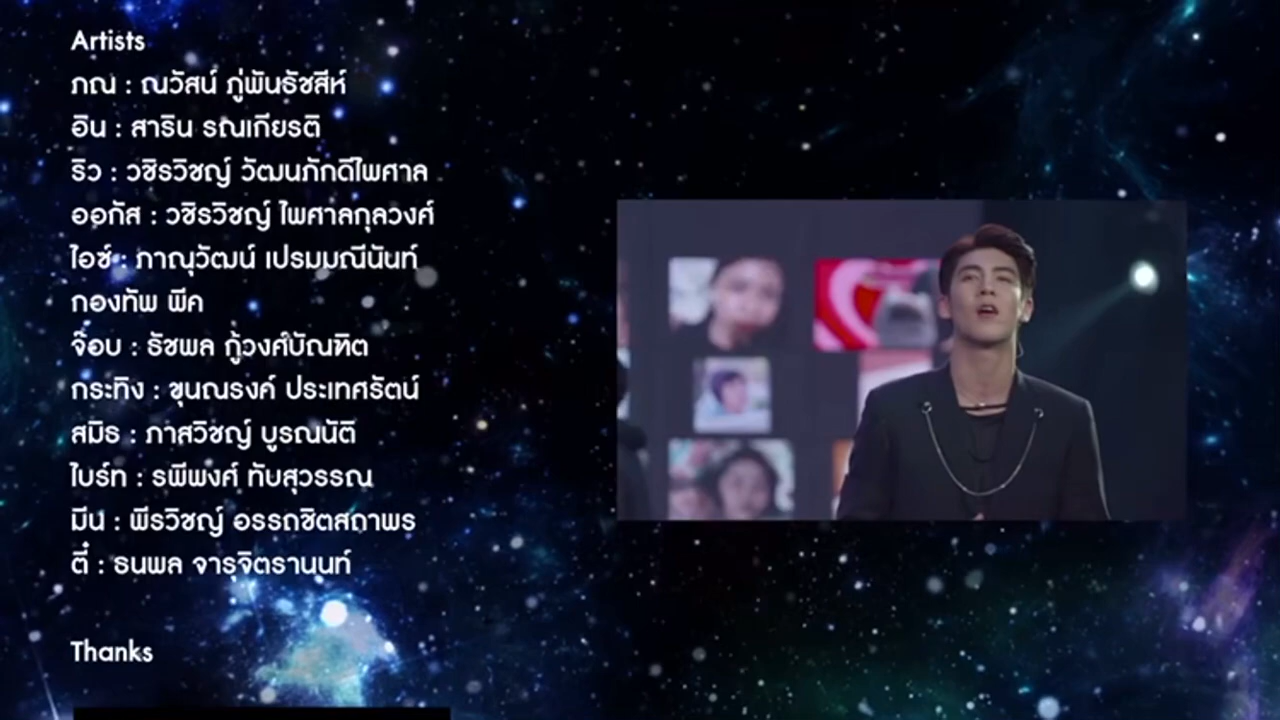 Artists
ภณ : ณวัสน์ ภู่พันธัชสีห์
อิน : สาริน รณเกียรติ
ริว : วชิรวิชญ์ วัฒนภักดีไพศาล
ออกัส : วชิรวิชญ์ ไพศาลกุลวงศ์
ไอซ์ : ภาณุวัฒน์ เปรมมณีนันท์
กองทัพ พีค
จ๊อบ : ธัชพล กู้วงศ์บัณฑิต
กระทิง : ขุนณรงค์ ประเทศรัตน์
สมิธ : ภาสวิชญ์ บูรณนัติ
ไบร์ท : รพีพงศ์ ทับสุวรรณ
มีน : พีรวิชญ์ อรรถชิตสถาพร
ตี๋ : ธนพล จารุจิตรานนท์
Thanks